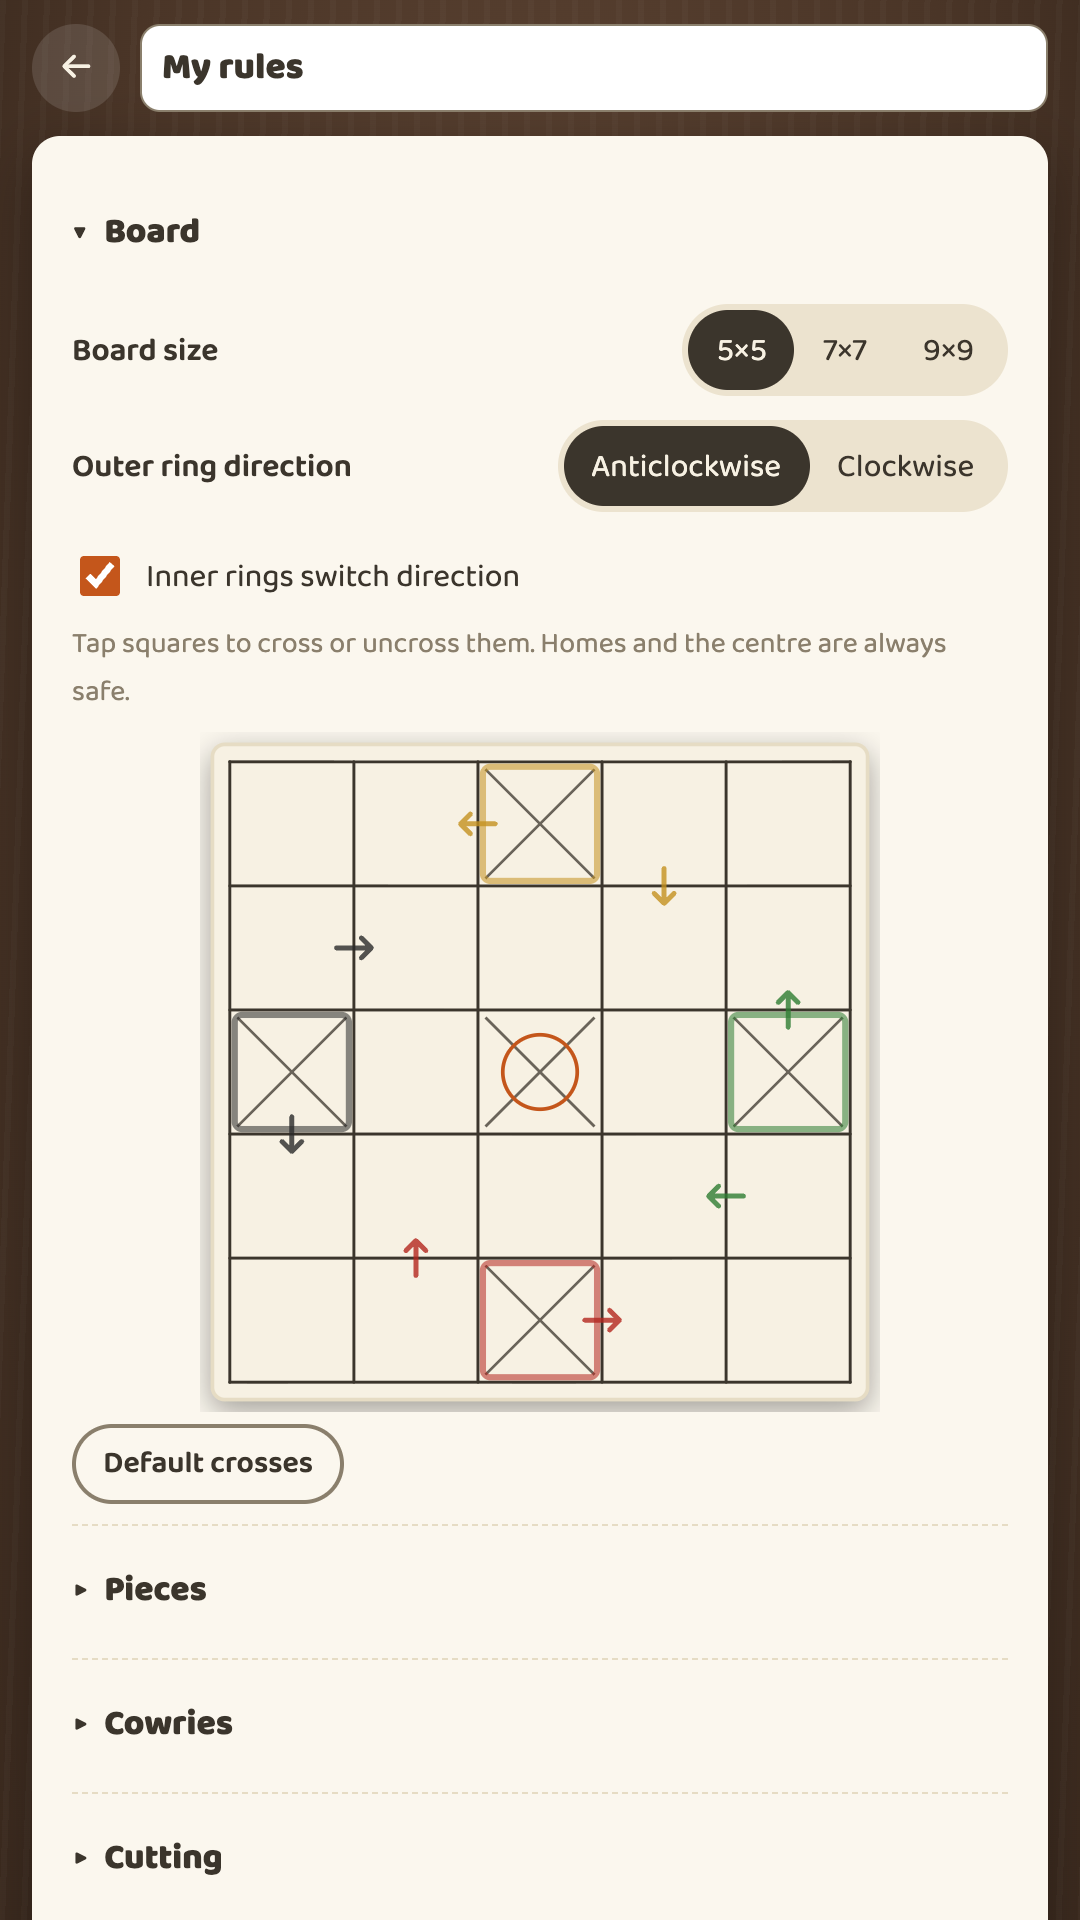 My rules
Board
Board size
5×5 7×7 9×9
Outer ring direction
Anticlockwise Clockwise
Inner rings switch direction
Tap squares to cross or uncross them. Homes and the centre are always
safe.
Default crosses
Pieces
Cowries
Cutting